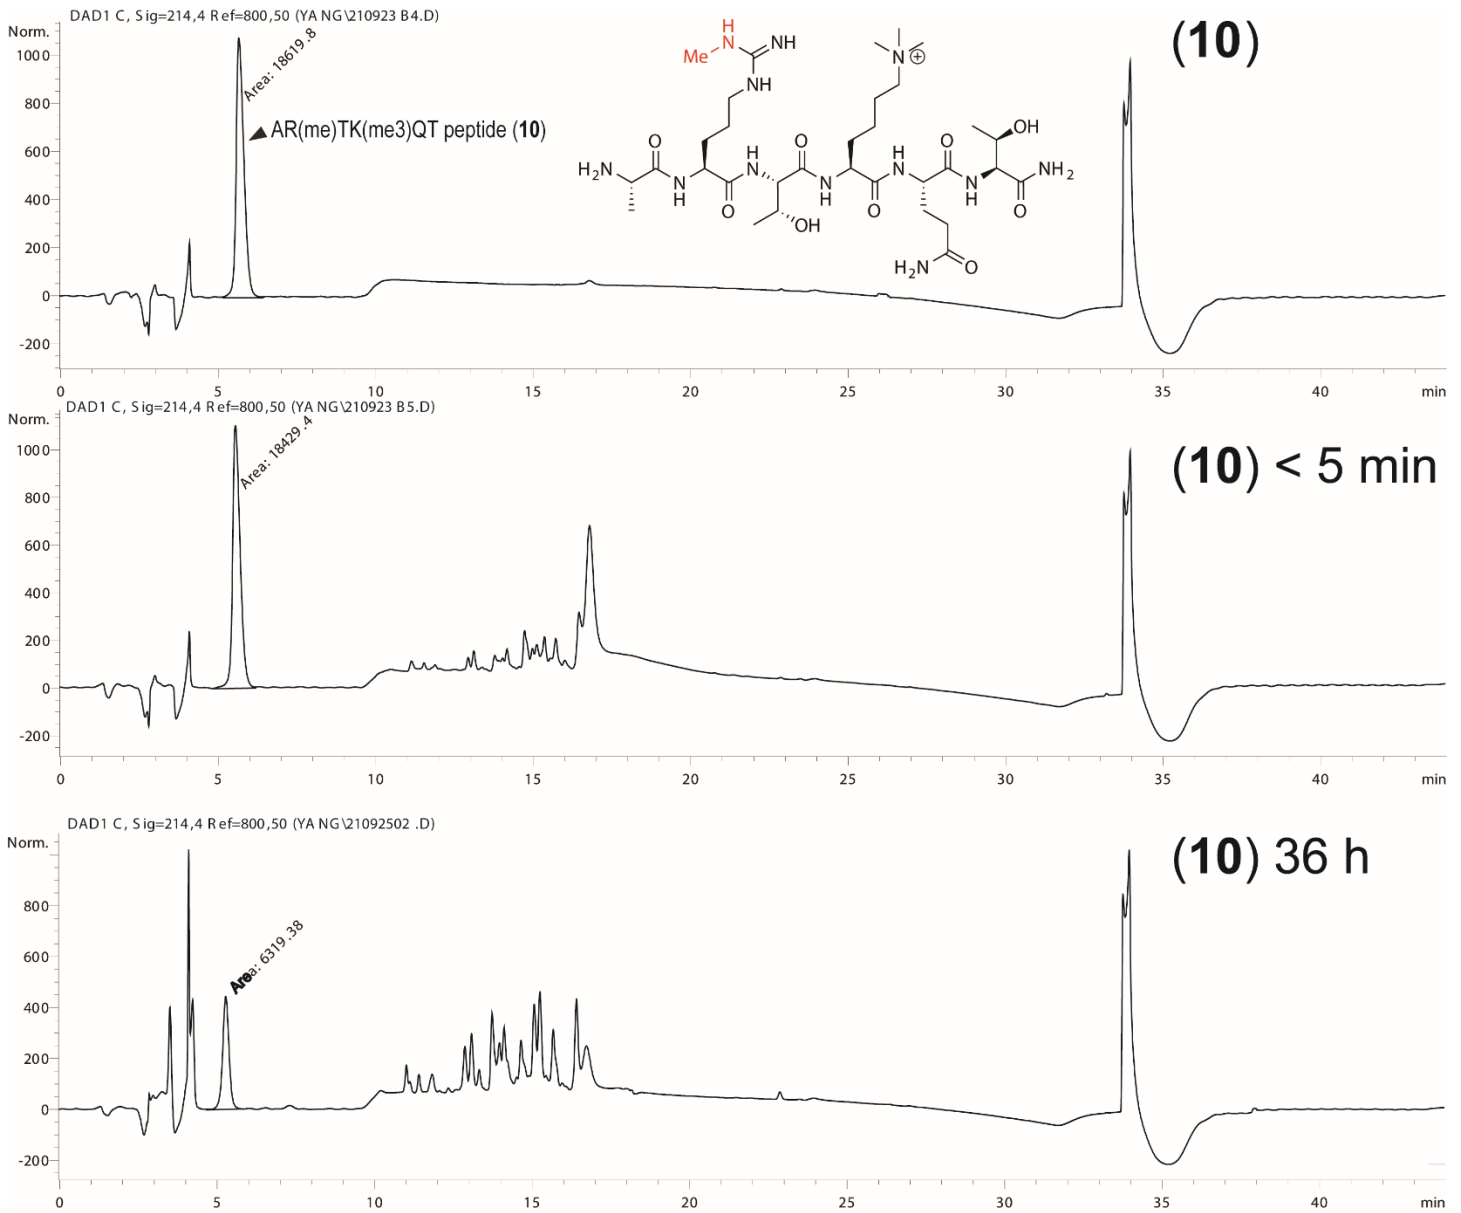 DAD1 C, Sig=214,4 Ref=800,50 (YANG\210923 B4.D)
Norm.
1000
800
600
400
200
0
-200
Area: 18619.8
AR(me)TK(me3)QT peptide (10)
(10)
H
N
Me
NH
NH
N
⊕
O
H
N
O
O
OH
H2N
N
H
O
N
H
O
N
H
NH2
OH
O
O
H2N
O
0 5 10 15 20 25 30 35 40 min
DAD1 C, Sig=214,4 Ref=800,50 (YANG\210923 B5.D)
Norm.
1000
800
600
400
200
0
-200
Area: 18429.4
(10) < 5 min
0 5 10 15 20 25 30 35 40 min
DAD1 C, Sig=214,4 Ref=800,50 (YANG\21092502.D)
Norm.
800
600
400
200
0
-200
Area: 6319.38
(10) 36 h
0 5 10 15 20 25 30 35 40 min